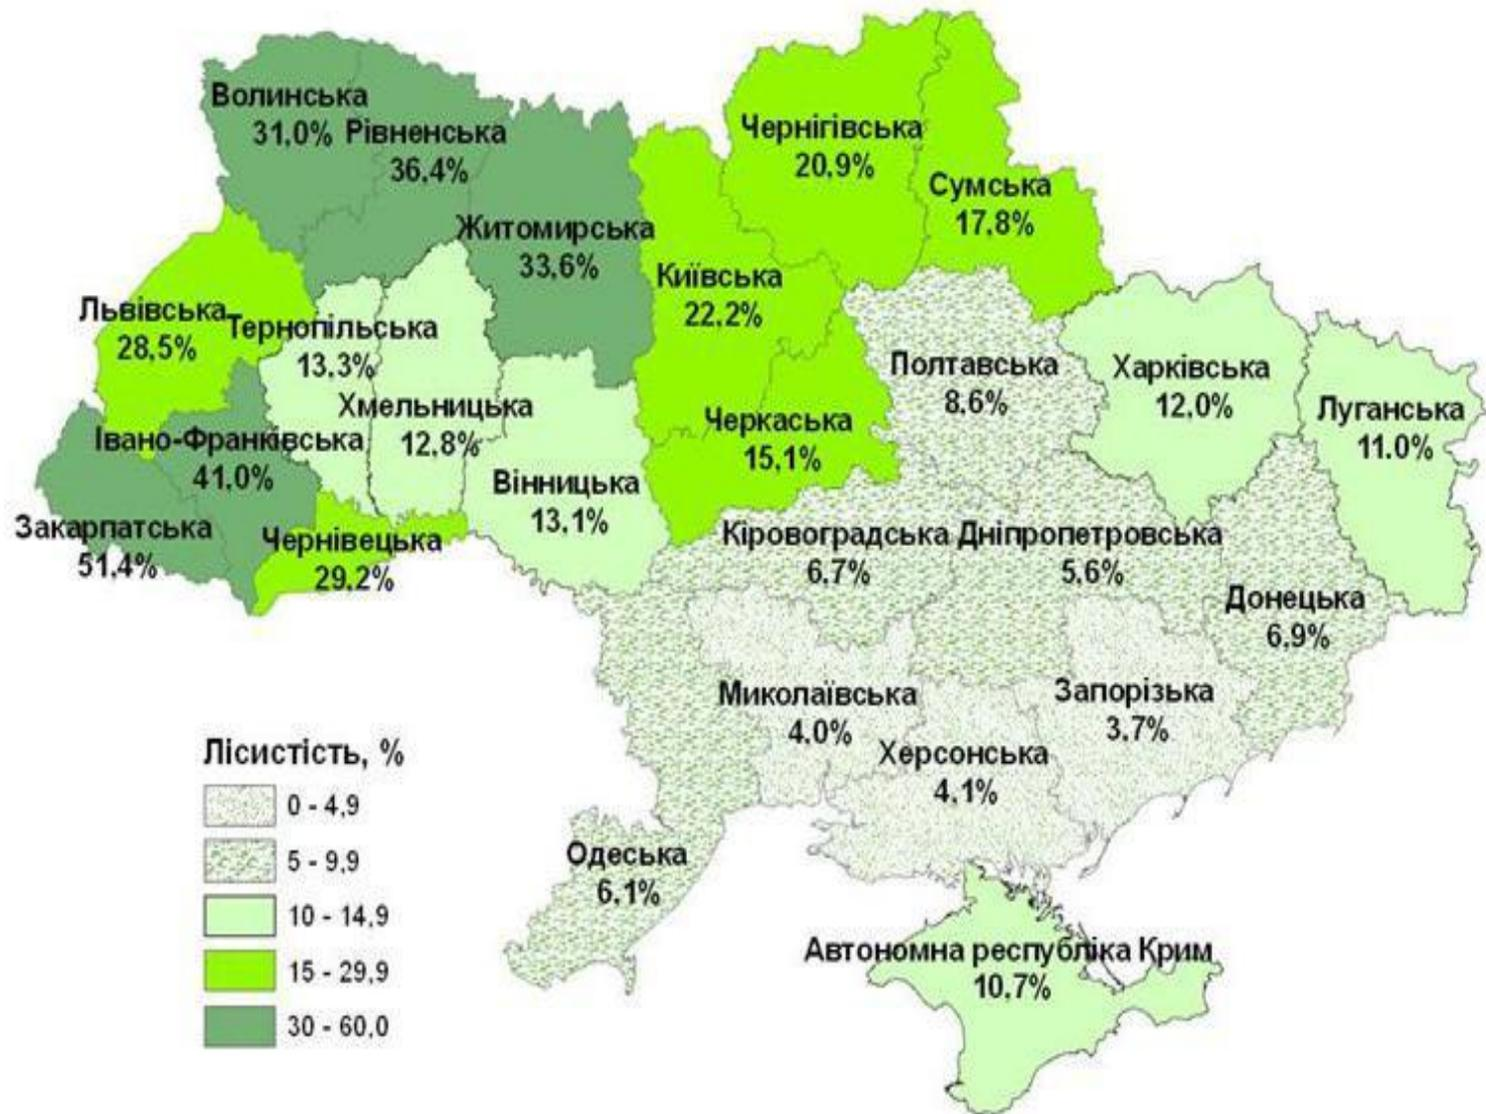 Волинська
31,0%
Рівненська
36,4%
Житомирська
33,6%
Чернігівська
20,9%
Сумська
17,8%
Київська
22,2%
Львівська
28,5%
Тернопільська
13,3%
Хмельницька
12,8%
Івано-Франківська
41,0%
Закарпатська
51,4%
Чернівецька
29,2%
Вінницька
13,1%
Черкаська
15,1%
Полтавська
8,6%
Харківська
12,0%
Луганська
11.0%
Кіровоградська
6,7%
Дніпропетровська
5,6%
Донецька
6,9%
Миколаївська
4,0%
Запорізька
3,7%
Херсонська
4,1%
Одеська
6,1%
Автономна республіка Крим
10,7%
Лісистість, %
0 - 4,9
5 - 9,9
10 - 14,9
15 - 29,9
30 - 60,0